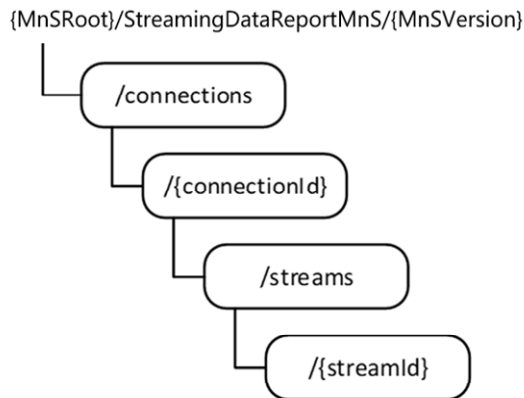 {MnSRoot}/StreamingDataReportMnS/{MnSVersion}
/connections
/{connectionId}
/streams
/{streamId}